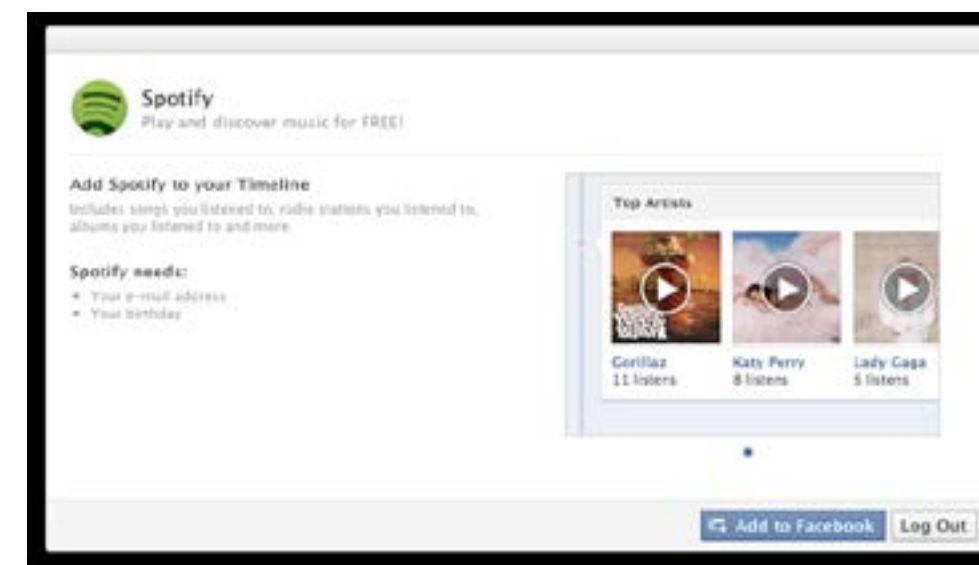 Spotify
Play and discover music for FREE!
Add Spotify to your Timeline
Includes songs you listened to, radio stations you listened to,
albums you listened to and more.
Spotify needs:
• Your e-mail address
• Your birthday
Top Artists
Gorillaz
11 listens
Katy Perry
8 listens
Lady Gaga
5 listens
Add to Facebook
Log Out